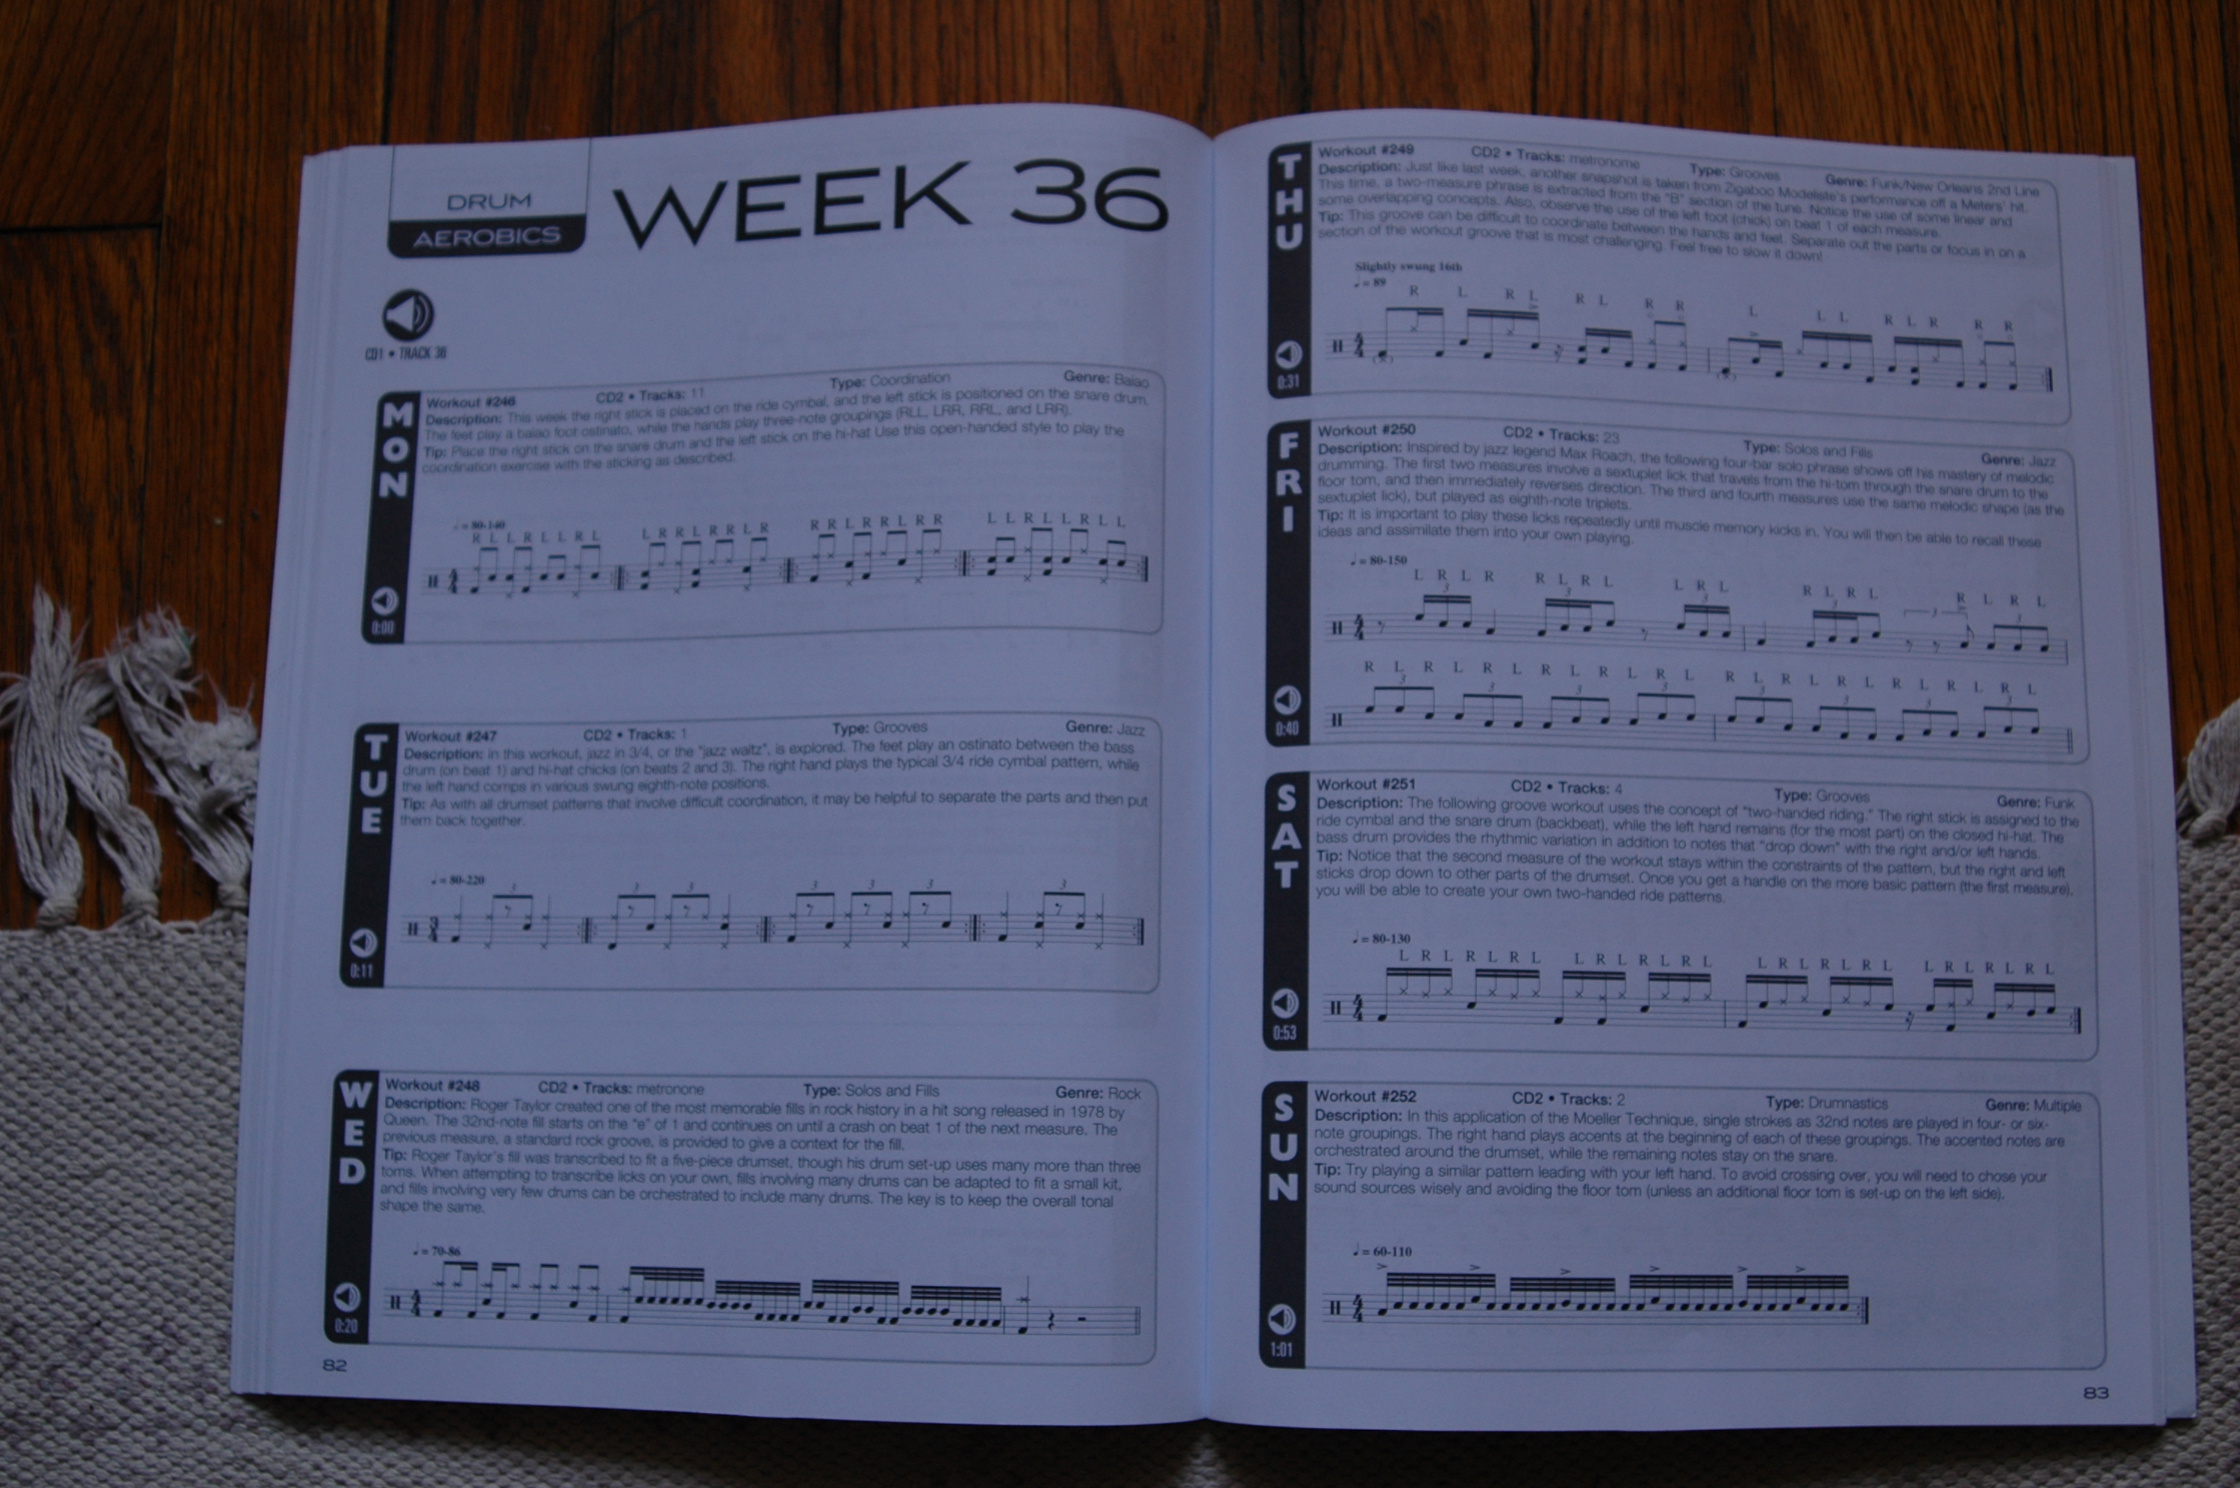 DRUM
AEROBICS
WEEK 36
CD1 • TRACK 36
MON
0:00
Workout #246 CD2 • Tracks: 11 Type: Coordination Genre: Baiao
Description: This week the right stick is placed on the ride cymbal, and the left stick is positioned on the snare drum.
The feet play a baiao foot ostinato, while the hands play three-note groupings (RLL, LRR, RRL, and LRR).
Tip: Place the right stick on the snare drum and the left stick on the hi-hat Use this open-handed style to play the
coordination exercise with the sticking as described.
♩ = 80-140
R L L R L L R L L R L R R L R R L R R L R R L R R L L R L L R L
TUE
0:11
Workout #247 CD2 • Tracks: 1 Type: Grooves Genre: Jazz
Description: In this workout, jazz in 3/4, or the "jazz waltz", is explored. The feet play an ostinato between the bass
drum (on beat 1) and hi-hat chicks (on beats 2 and 3). The right hand plays the typical 3/4 ride cymbal pattern, while
the left hand comps in various swung eighth-note positions.
Tip: As with all drumset patterns that involve difficult coordination, it may be helpful to separate the parts and then put
them back together.
♩ = 80-220
3 3 3 3 3 3 3
WED
0:20
Workout #248 CD2 • Tracks: metronone Type: Solos and Fills Genre: Rock
Description: Roger Taylor created one of the most memorable fills in rock history in a hit song released in 1978 by
Queen. The 32nd-note fill starts on the "e" of 1 and continues on until a crash on beat 1 of the next measure. The
previous measure, a standard rock groove, is provided to give a context for the fill.
Tip: Roger Taylor's fill was transcribed to fit a five-piece drumset, though his drum set-up uses many more than three
toms. When attempting to transcribe licks on your own, fills involving many drums can be adapted to fit a small kit,
and fills involving very few drums can be orchestrated to include many drums. The key is to keep the overall tonal
shape the same.
♩ = 70-86
82
THU
0:31
Workout #249 CD2 • Tracks: metronome Type: Grooves Genre: Funk/New Orleans 2nd Line
Description: Just like last week, another snapshot is taken from Zigaboo Modeliste's performance off a Meters' hit.
This time, a two-measure phrase is extracted from the "B" section of the tune. Notice the use of some linear and
some overlapping concepts. Also, observe the use of the left foot (chick) on beat 1 of each measure.
Tip: This groove can be difficult to coordinate between the hands and feet. Separate out the parts or focus in on a
section of the workout groove that is most challenging. Feel free to slow it down!
Slightly swung 16th
♩ = 89
R L R L R L R R L L L R L R R R
FRI
0:40
Workout #250 CD2 • Tracks: 23 Type: Solos and Fills Genre: Jazz
Description: Inspired by jazz legend Max Roach, the following four-bar solo phrase shows off his mastery of melodic
drumming. The first two measures involve a sextuplet lick that travels from the hi-tom through the snare drum to the
floor tom, and then immediately reverses direction. The third and fourth measures use the same melodic shape (as the
sextuplet lick), but played as eighth-note triplets.
Tip: It is important to play these licks repeatedly until muscle memory kicks in. You will then be able to recall these
ideas and assimilate them into your own playing.
♩ = 80-150
L R L R R L R L L R L R L R L R L R L
R L R L R L R L R L R L R L R L R L R L R L R L
SAT
0:53
Workout #251 CD2 • Tracks: 4 Type: Grooves Genre: Funk
Description: The following groove workout uses the concept of "two-handed riding." The right stick is assigned to the
ride cymbal and the snare drum (backbeat), while the left hand remains (for the most part) on the closed hi-hat. The
bass drum provides the rhythmic variation in addition to notes that "drop down" with the right and/or left hands.
Tip: Notice that the second measure of the workout stays within the constraints of the pattern, but the right and left
sticks drop down to other parts of the drumset. Once you get a handle on the more basic pattern (the first measure),
you will be able to create your own two-handed ride patterns.
♩ = 80-130
L R L R L R L L R L R L R L L R L R L R L L R L R L R L
SUN
1:01
Workout #252 CD2 • Tracks: 2 Type: Drumnastics Genre: Multiple
Description: In this application of the Moeller Technique, single strokes as 32nd notes are played in four- or six-
note groupings. The right hand plays accents at the beginning of each of these groupings. The accented notes are
orchestrated around the drumset, while the remaining notes stay on the snare.
Tip: Try playing a similar pattern leading with your left hand. To avoid crossing over, you will need to chose your
sound sources wisely and avoiding the floor tom (unless an additional floor tom is set-up on the left side).
♩ = 60-110
83